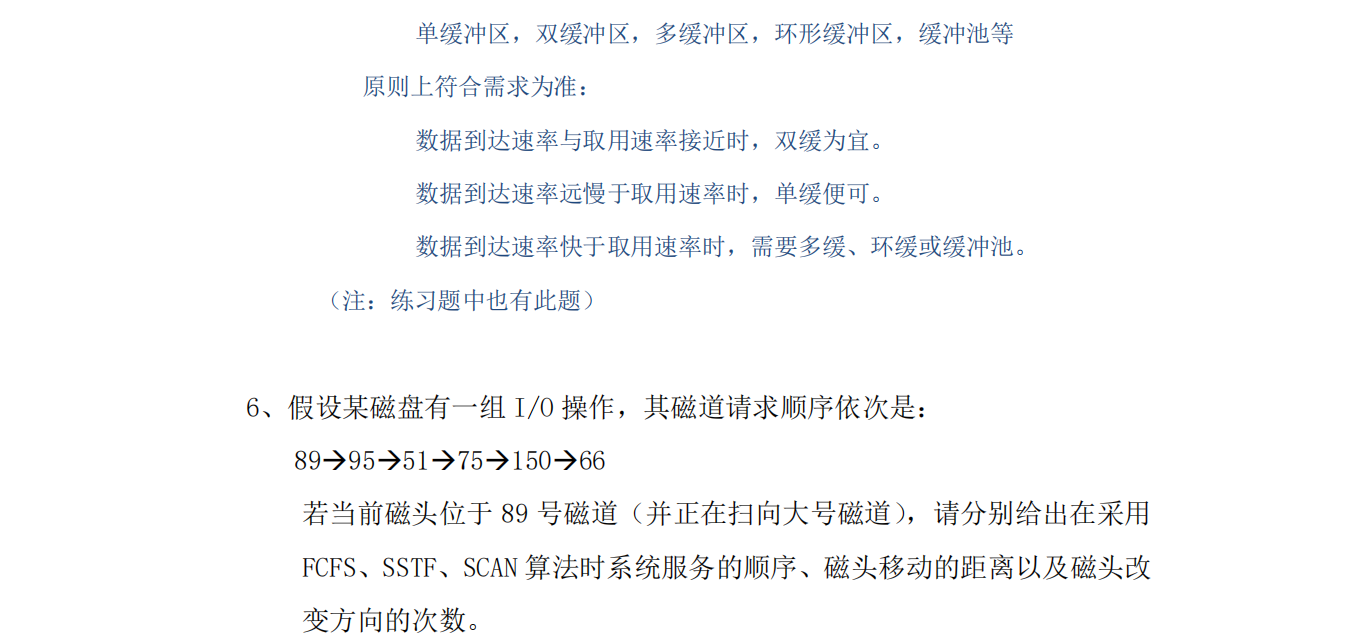 单缓冲区，双缓冲区，多缓冲区，环形缓冲区，缓冲池等
原则上符合需求为准：
数据到达速率与取用速率接近时，双缓为宜。
数据到达速率远慢于取用速率时，单缓便可。
数据到达速率快于取用速率时，需要多缓、环缓或缓冲池。
（注：练习题中也有此题）
6、假设某磁盘有一组 I/O 操作，其磁道请求顺序依次是：
89→95→51→75→150→66
若当前磁头位于 89 号磁道（并正在扫向大号磁道），请分别给出在采用
FCFS、SSTF、SCAN 算法时系统服务的顺序、磁头移动的距离以及磁头改
变方向的次数。